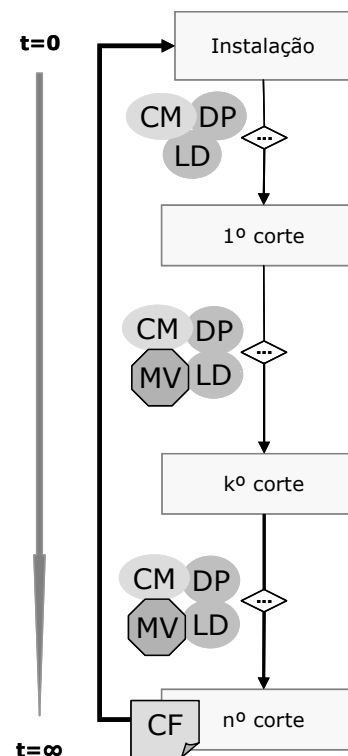 t=0
Instalação
CM DP
LD
...
1º corte
CM DP
MV LD
...
kº corte
CM DP
MV LD
...
CF
nº corte
t=∞